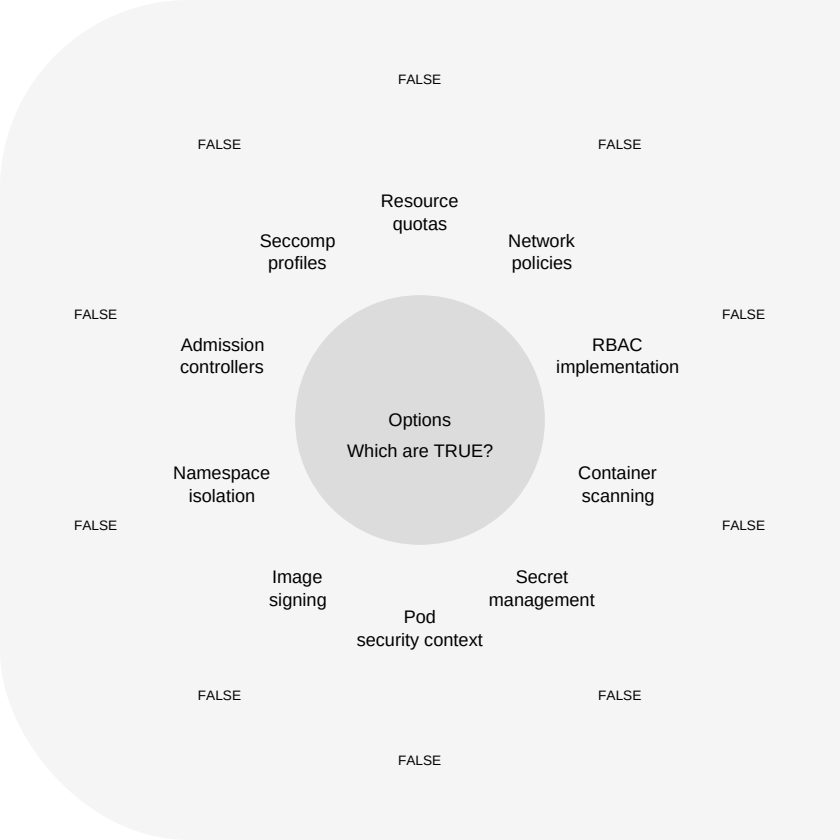 FALSE
FALSE
FALSE
Resource
quotas
Seccomp
profiles
Network
policies
FALSE
FALSE
Admission
controllers
RBAC
implementation
Options
Which are TRUE?
Namespace
isolation
Container
scanning
FALSE
FALSE
Image
signing
Secret
management
Pod
security context
FALSE
FALSE
FALSE